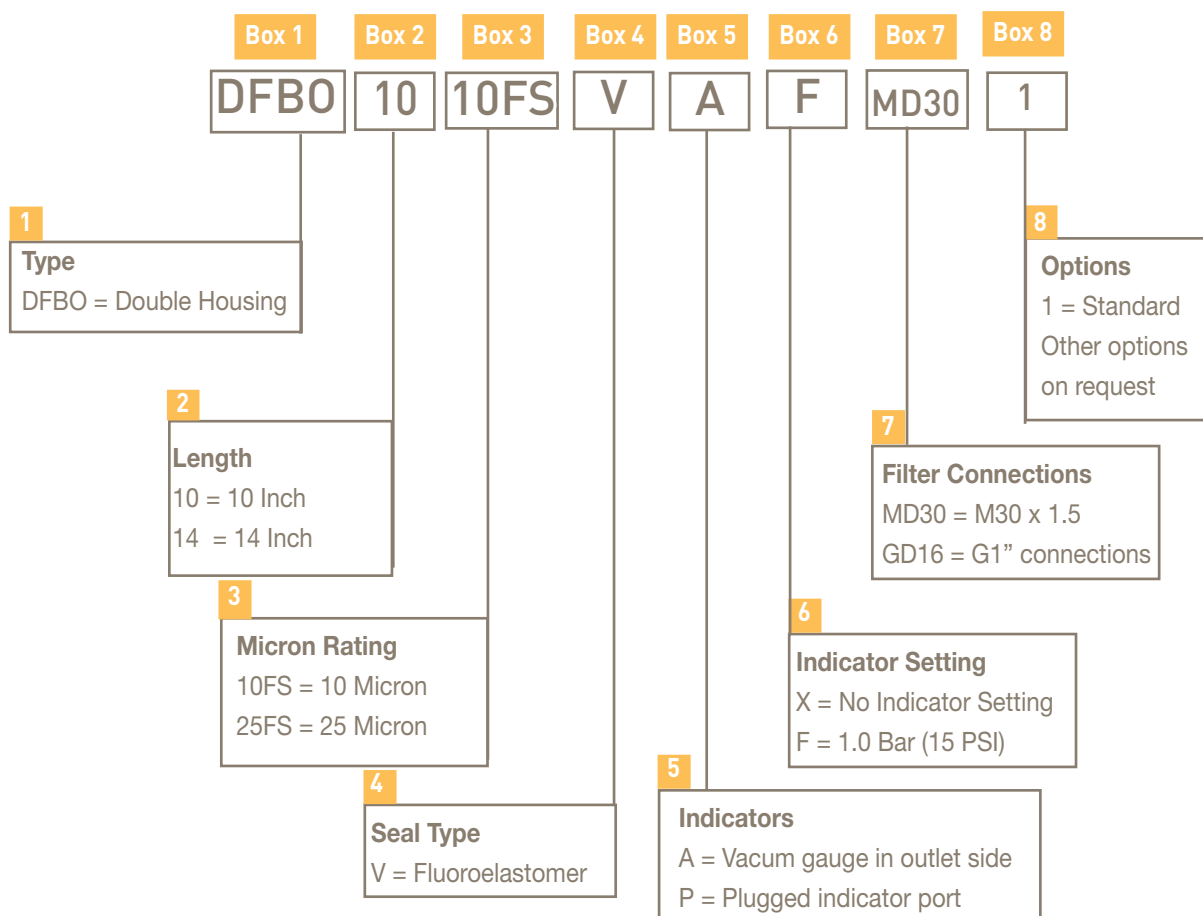 Box 1 Box 2 Box 3 Box 4 Box 5 Box 6 Box 7 Box 8
DFBO 10 10FS V A F MD30 1
1
Type
DFBO = Double Housing
8
Options
1 = Standard
Other options
on request
2
Length
10 = 10 Inch
14 = 14 Inch
7
Filter Connections
MD30 = M30 x 1.5
GD16 = G1” connections
3
Micron Rating
10FS = 10 Micron
25FS = 25 Micron
6
Indicator Setting
X = No Indicator Setting
F = 1.0 Bar (15 PSI)
4
Seal Type
V = Fluoroelastomer
5
Indicators
A = Vacum gauge in outlet side
P = Plugged indicator port